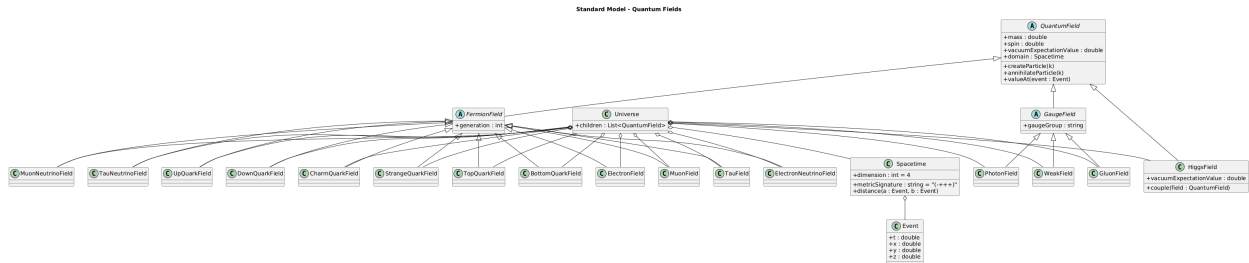 Standard Model - Quantum Fields
A QuantumField
+mass : double
+spin : double
+vacuumExpectationValue : double
+domain : Spacetime
+createParticle(k)
+annihilateParticle(k)
+valueAt(event : Event)
A FermionField
+generation : int
C Universe
+children : List<QuantumField>
A GaugeField
+gaugeGroup : string
C MuonNeutrinoField
C TauNeutrinoField
C UpQuarkField
C DownQuarkField
C CharmQuarkField
C StrangeQuarkField
C TopQuarkField
C BottomQuarkField
C ElectronField
C MuonField
C TauField
C ElectronNeutrinoField
C Spacetime
+dimension : int = 4
+metricSignature : string = "(-+++)"
+distance(a : Event, b : Event)
C PhotonField
C WeakField
C GluonField
C HiggsField
+vacuumExpectationValue : double
+couple(field : QuantumField)
C Event
+t : double
+x : double
+y : double
+z : double